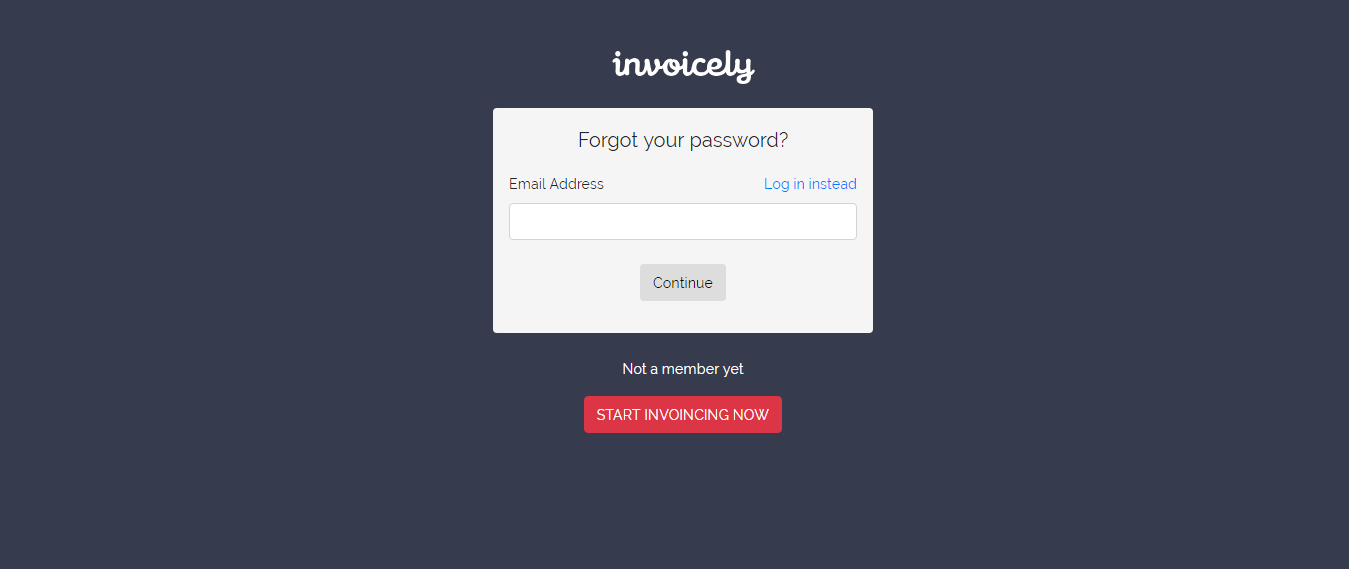 invoicely
Forgot your password?
Email Address Log in instead
Continue
Not a member yet
START INVOINCING NOW